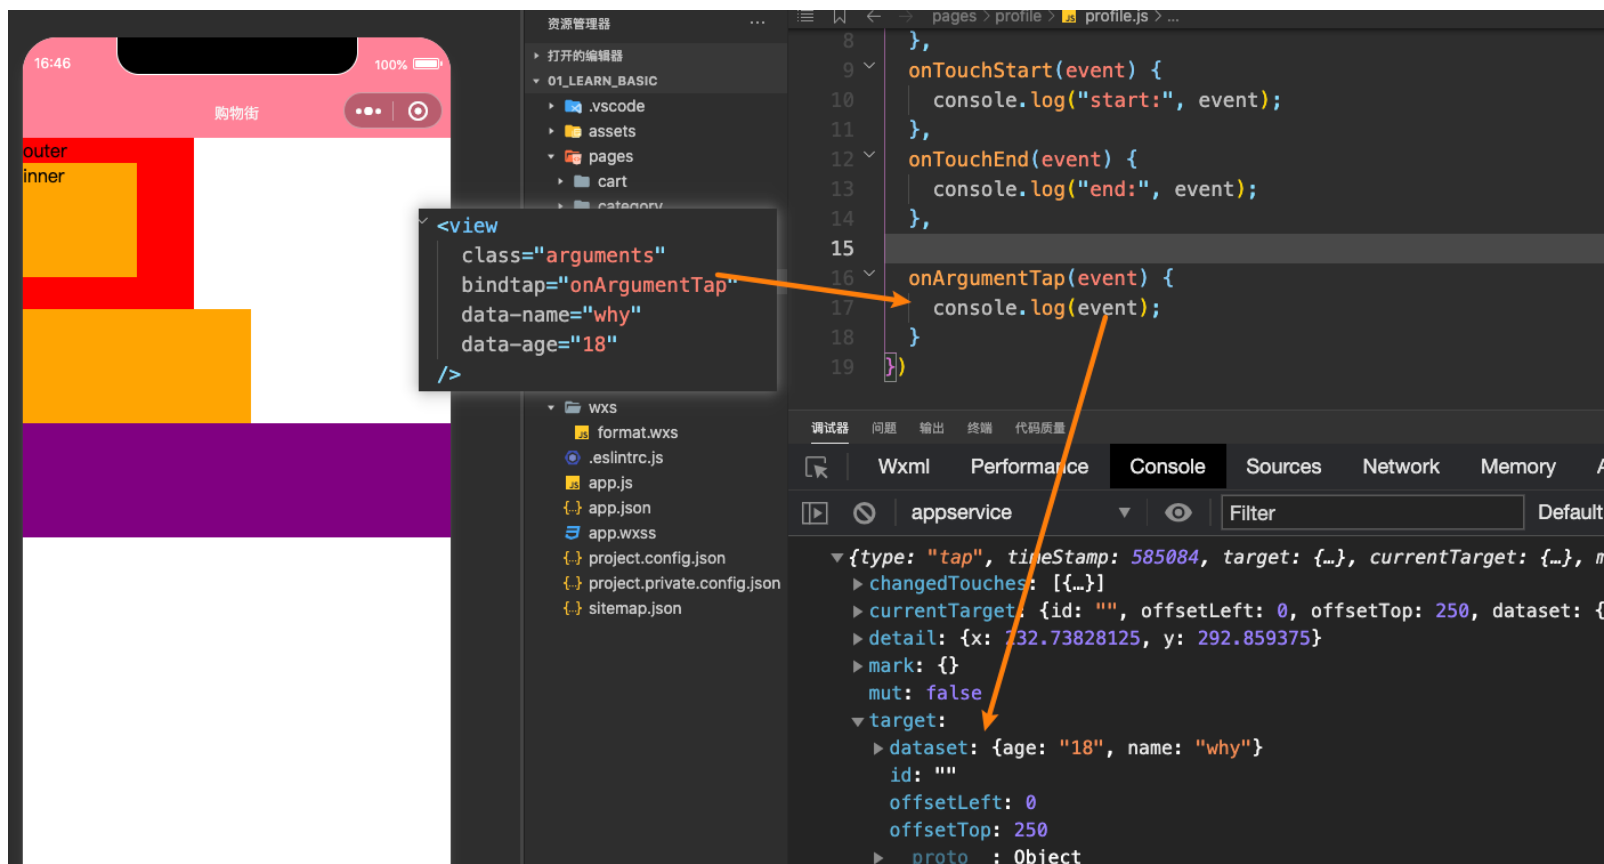 16:46
100%
购物街
outer
inner
资源管理器
打开的编辑器
01_LEARN_BASIC
.vscode
assets
pages
cart
category
<view
class="arguments"
bindtap="onArgumentTap"
data-name="why"
data-age="18"
/>
wxs
format.wxs
.eslintrc.js
app.js
app.json
app.wxss
project.config.json
project.private.config.json
sitemap.json
pages > profile > JS profile.js > ...
8 },
9 onTouchStart(event) {
10 console.log("start:", event);
11 },
12 onTouchEnd(event) {
13 console.log("end:", event);
14 },
15
16 onArgumentTap(event) {
17 console.log(event);
18 }
19 })
调试器 问题 输出 终端 代码质量
Wxml Performance Console Sources Network Memory A
appservice Filter Default
{type: "tap", timeStamp: 585084, target: {…}, currentTarget: {…}, m
changedTouches: [{…}]
currentTarget: {id: "", offsetLeft: 0, offsetTop: 250, dataset: {
detail: {x: 232.73828125, y: 292.859375}
mark: {}
mut: false
target:
dataset: {age: "18", name: "why"}
id: ""
offsetLeft: 0
offsetTop: 250
__proto__: Object